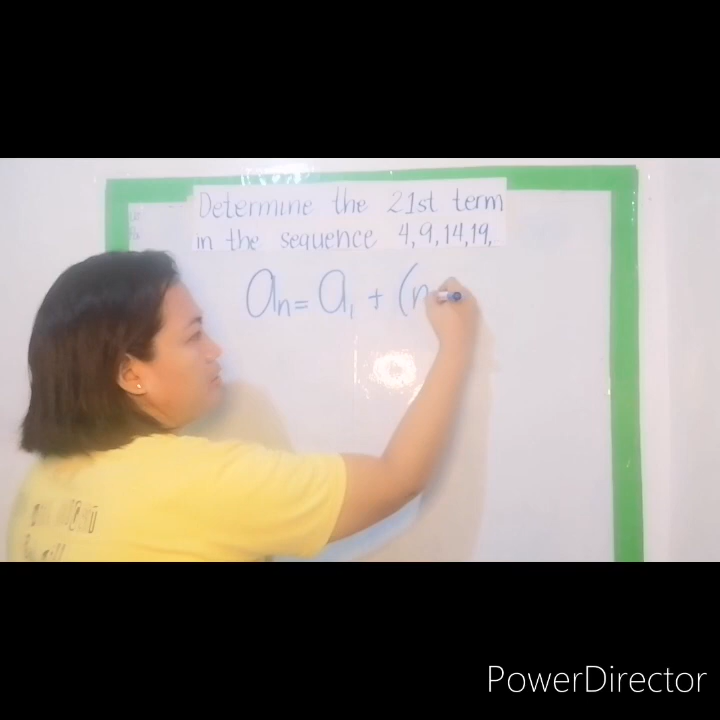 Determine the 21st term
in the sequence 4,9,14,19,
an = a1 + (n
PowerDirector